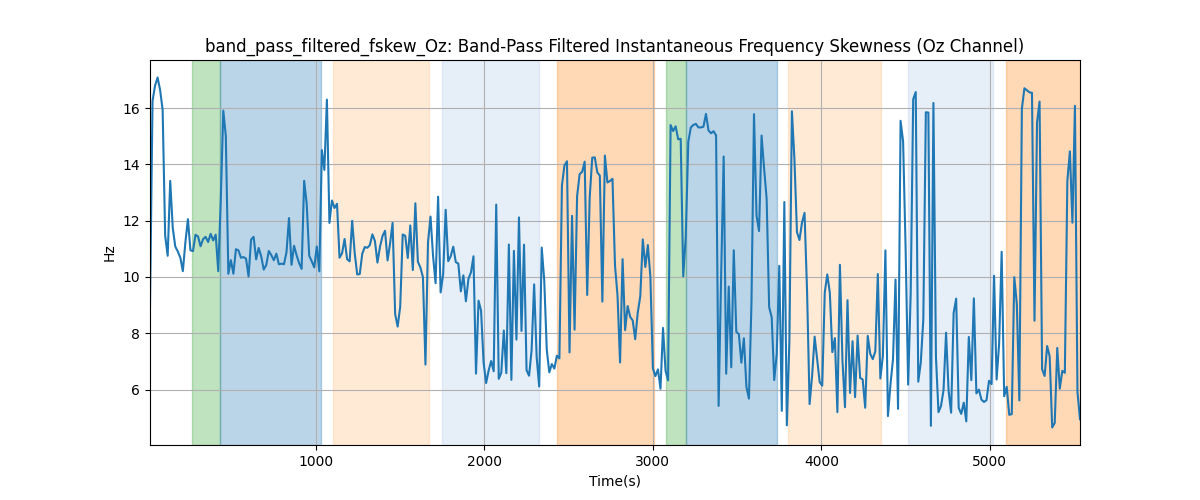 band_pass_filtered_fskew_Oz: Band-Pass Filtered Instantaneous Frequency Skewness (Oz Channel)
16
14
12
10
8
6
Hz
1000 2000 3000 4000 5000
Time(s)